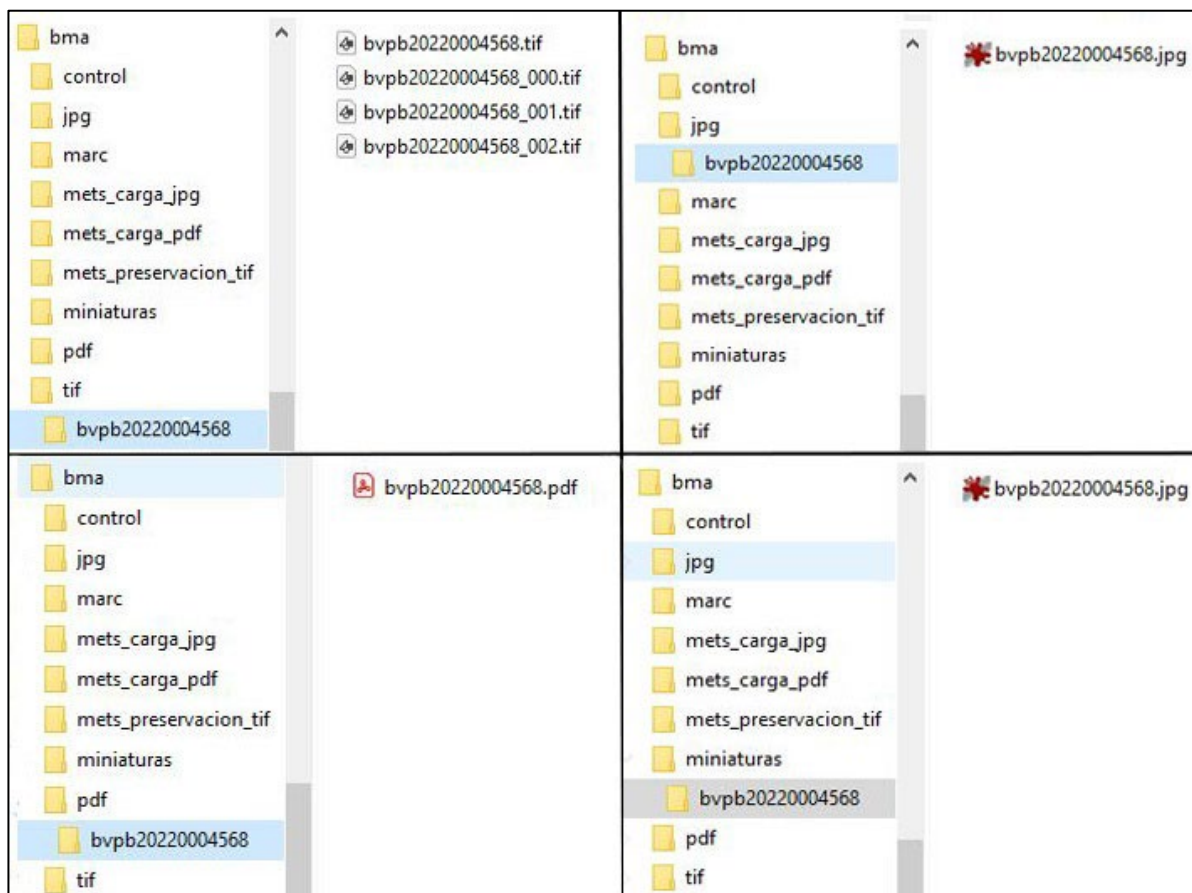 bma
control
jpg
marc
mets_carga_jpg
mets_carga_pdf
mets_preservacion_tif
miniaturas
pdf
tif
bvpb20220004568
bvpb20220004568.tif
bvpb20220004568_000.tif
bvpb20220004568_001.tif
bvpb20220004568_002.tif
bma
control
jpg
bvpb20220004568
marc
mets_carga_jpg
mets_carga_pdf
mets_preservacion_tif
miniaturas
pdf
tif
bvpb20220004568.jpg
bma
control
jpg
marc
mets_carga_jpg
mets_carga_pdf
mets_preservacion_tif
miniaturas
pdf
bvpb20220004568
tif
bvpb20220004568.pdf
bma
control
jpg
marc
mets_carga_jpg
mets_carga_pdf
mets_preservacion_tif
miniaturas
bvpb20220004568
pdf
tif
bvpb20220004568.jpg